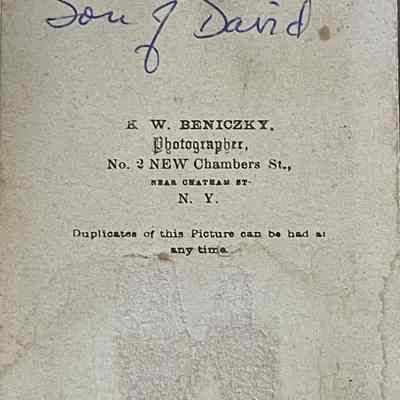 Son of David
K W. BENICZKY,
Photographer,
No. 2 NEW Chambers St.,
NEAR CHATHAM ST.
N. Y.
Duplicates of this Picture can be had at
any time.